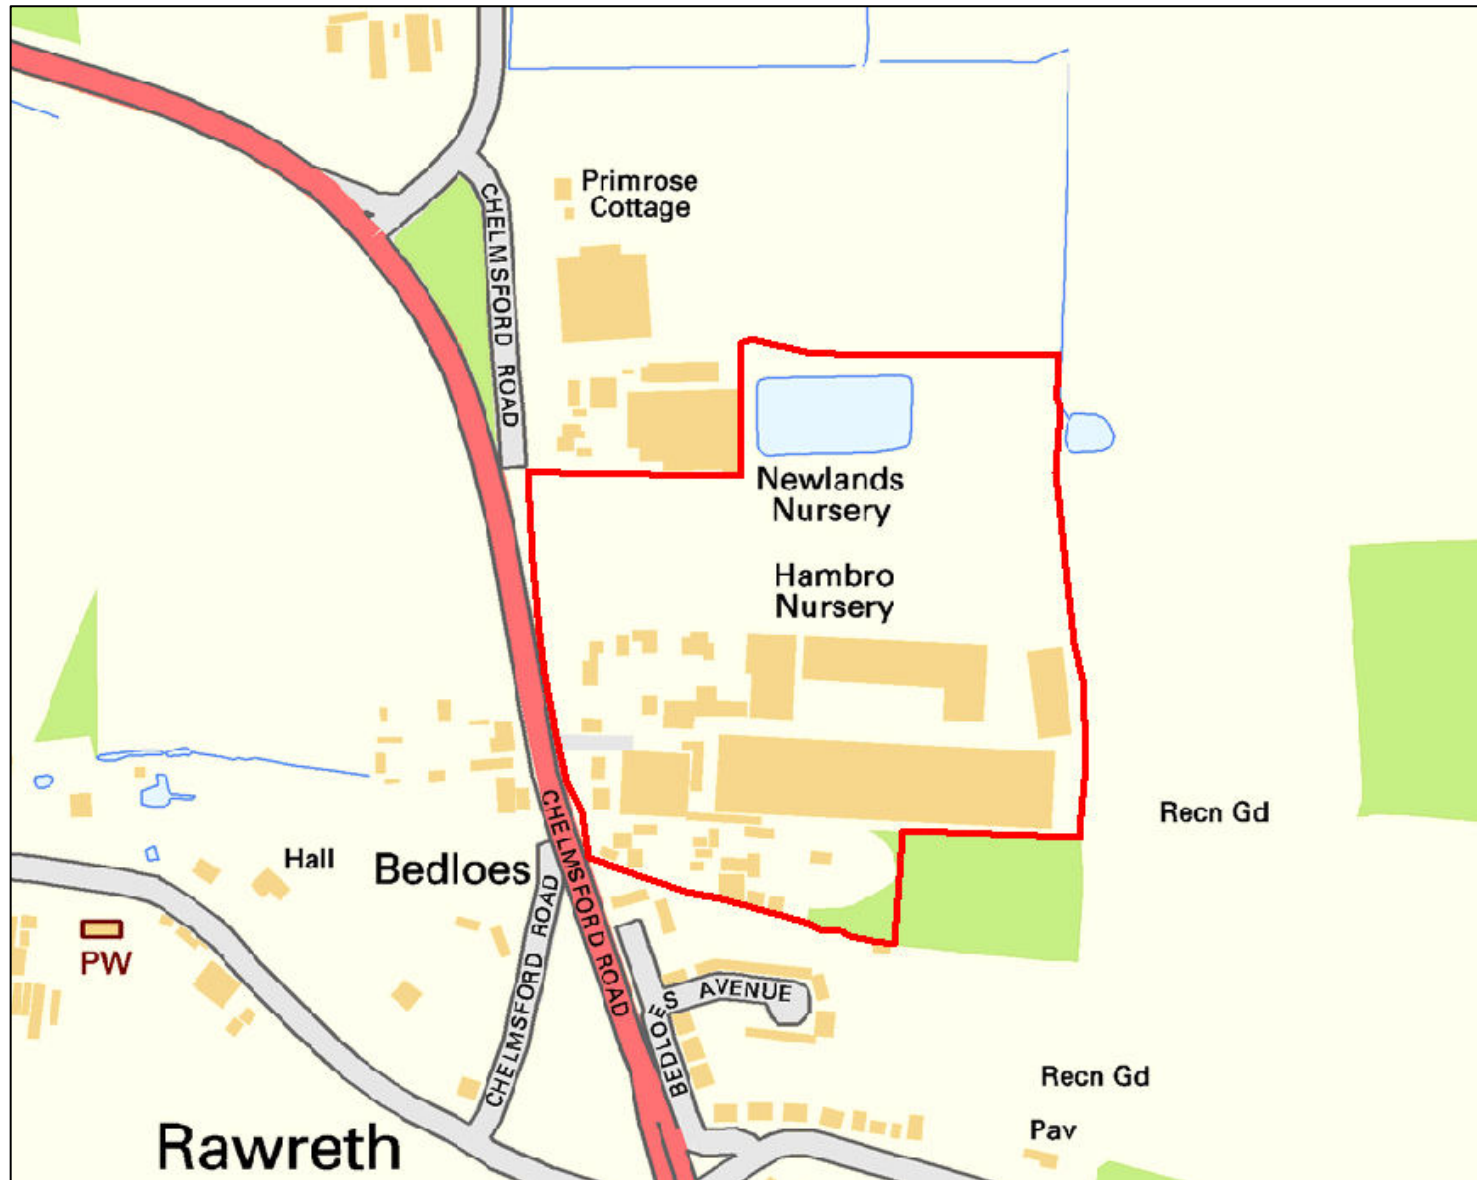 Primrose
Cottage
CHELMSFORD ROAD
Newlands
Nursery
Hambro
Nursery
Recn Gd
Hall
Bedloes
CHELMSFORD ROAD
CHELMSFORD ROAD
PW
BEDLOES AVENUE
Recn Gd
Pav
Rawreth